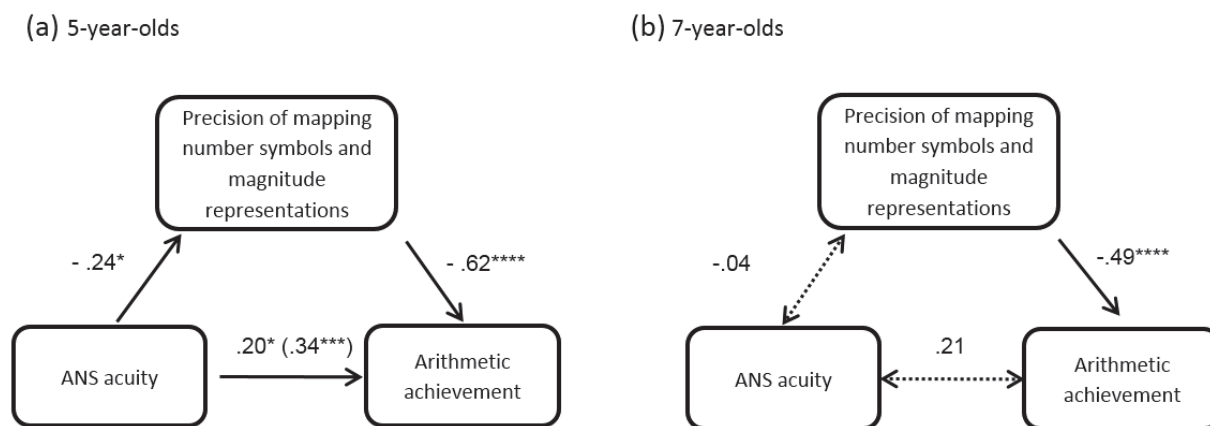 (a) 5-year-olds
Precision of mapping
number symbols and
magnitude
representations
- .24*
- .62****
ANS acuity
.20* (.34***)
Arithmetic
achievement
(b) 7-year-olds
Precision of mapping
number symbols and
magnitude
representations
-.04
-.49****
ANS acuity
.21
Arithmetic
achievement